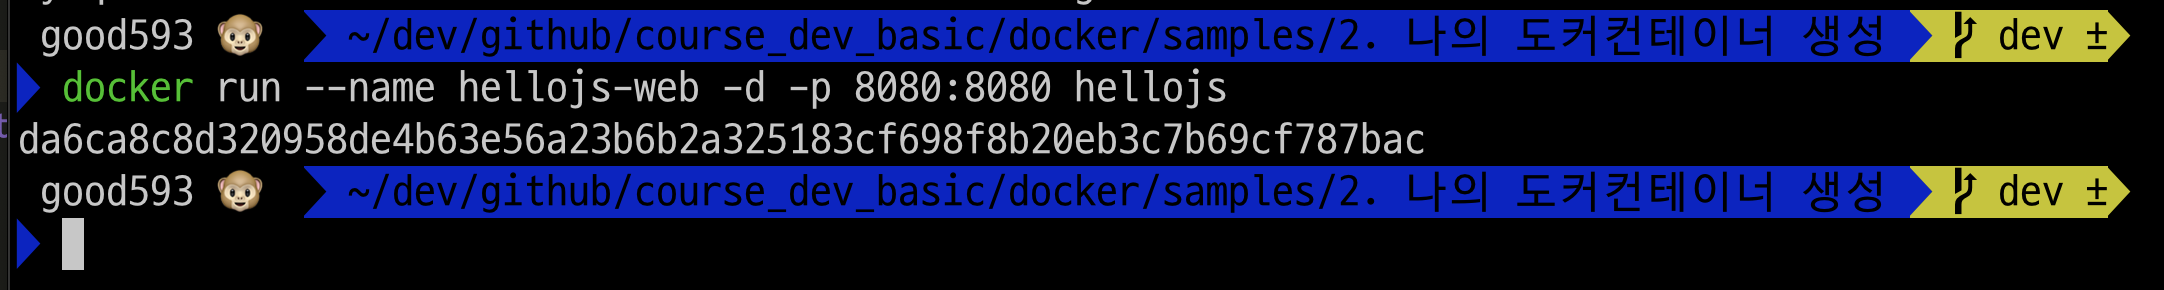 good593 🐵 ~/dev/github/course_dev_basic/docker/samples/2. 나의 도커컨테이너 생성 dev ±
docker run --name hellojs-web -d -p 8080:8080 hellojs
da6ca8c8d320958de4b63e56a23b6b2a325183cf698f8b20eb3c7b69cf787bac
good593 🐵 ~/dev/github/course_dev_basic/docker/samples/2. 나의 도커컨테이너 생성 dev ±